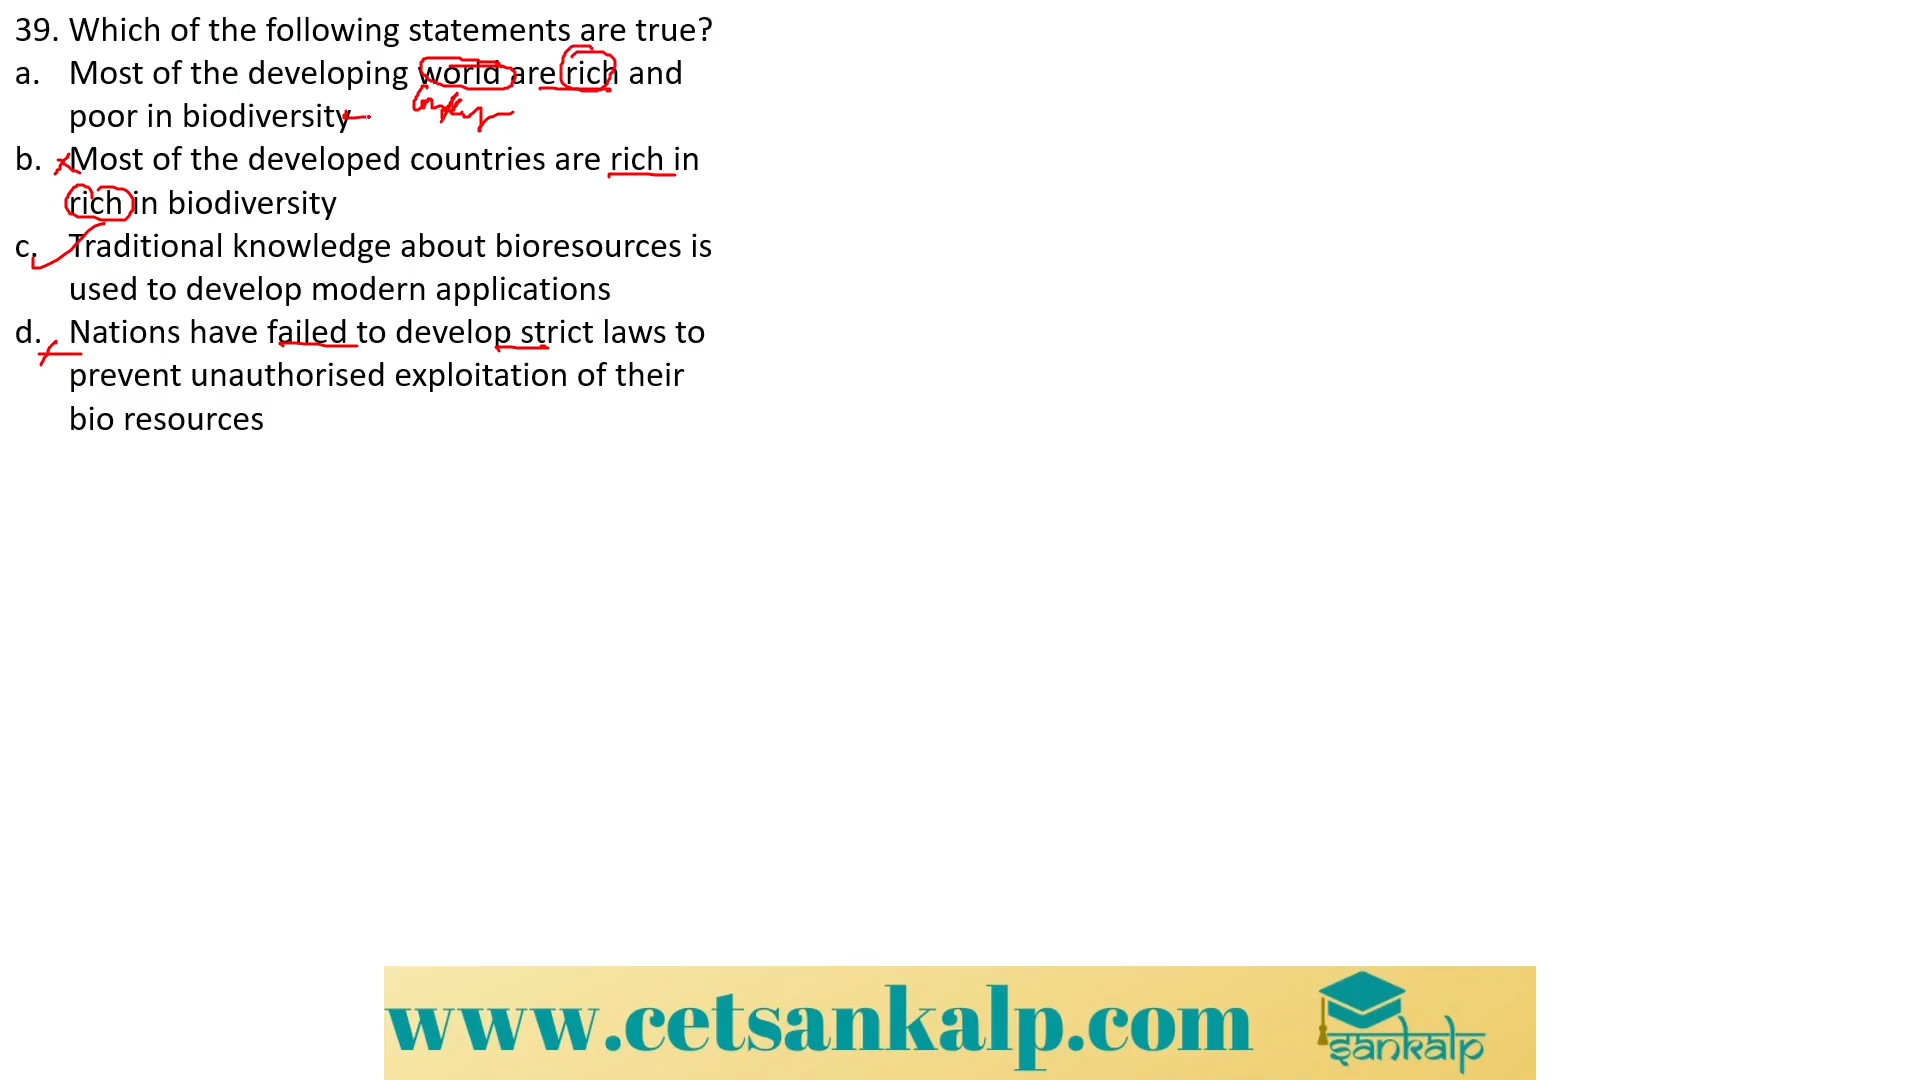 39. Which of the following statements are true?
a. Most of the developing world are rich and
poor in biodiversity
b. Most of the developed countries are rich in
rich in biodiversity
c. Traditional knowledge about bioresources is
used to develop modern applications
d. Nations have failed to develop strict laws to
prevent unauthorised exploitation of their
bio resources
www.cetsankalp.com
sankalp